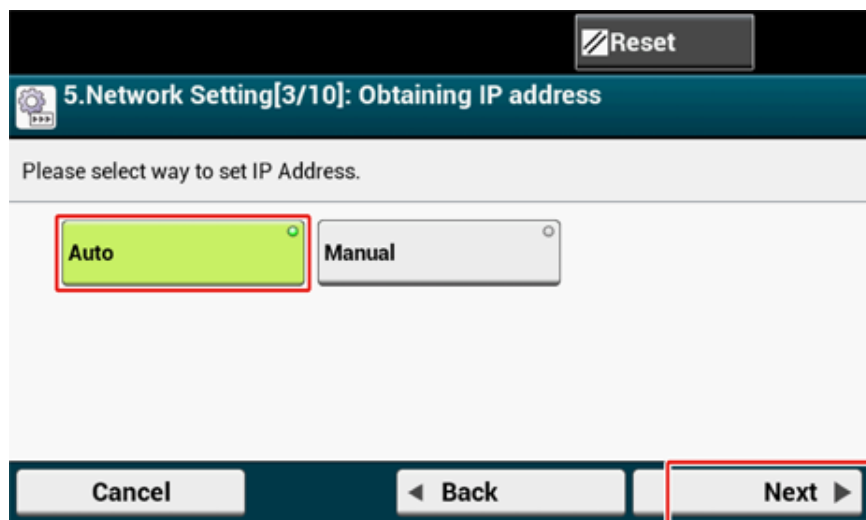 Reset
5.Network Setting[3/10]: Obtaining IP address
Please select way to set IP Address.
Auto
Manual
Cancel
Back
Next